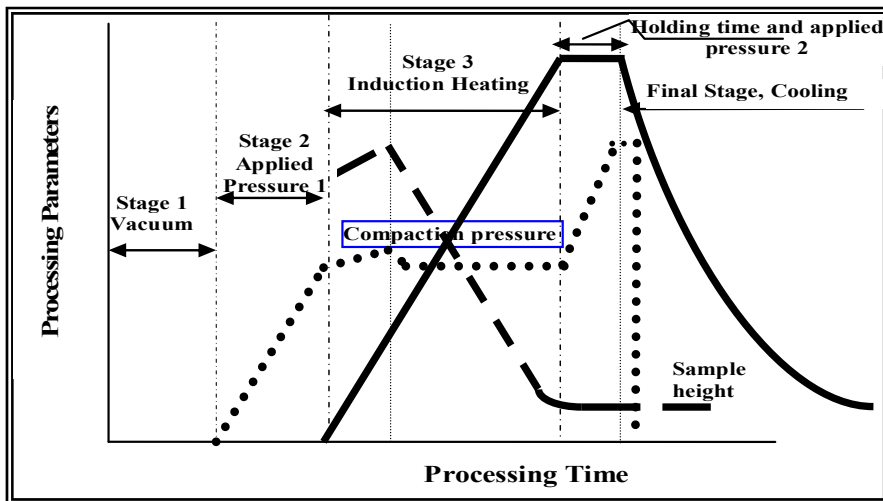 Holding time and applied
pressure 2
Stage 3
Induction Heating
Final Stage, Cooling
Stage 2
Applied
Pressure 1
Stage 1
Vacuum
Compaction pressure
Sample
height
Processing Parameters
Processing Time